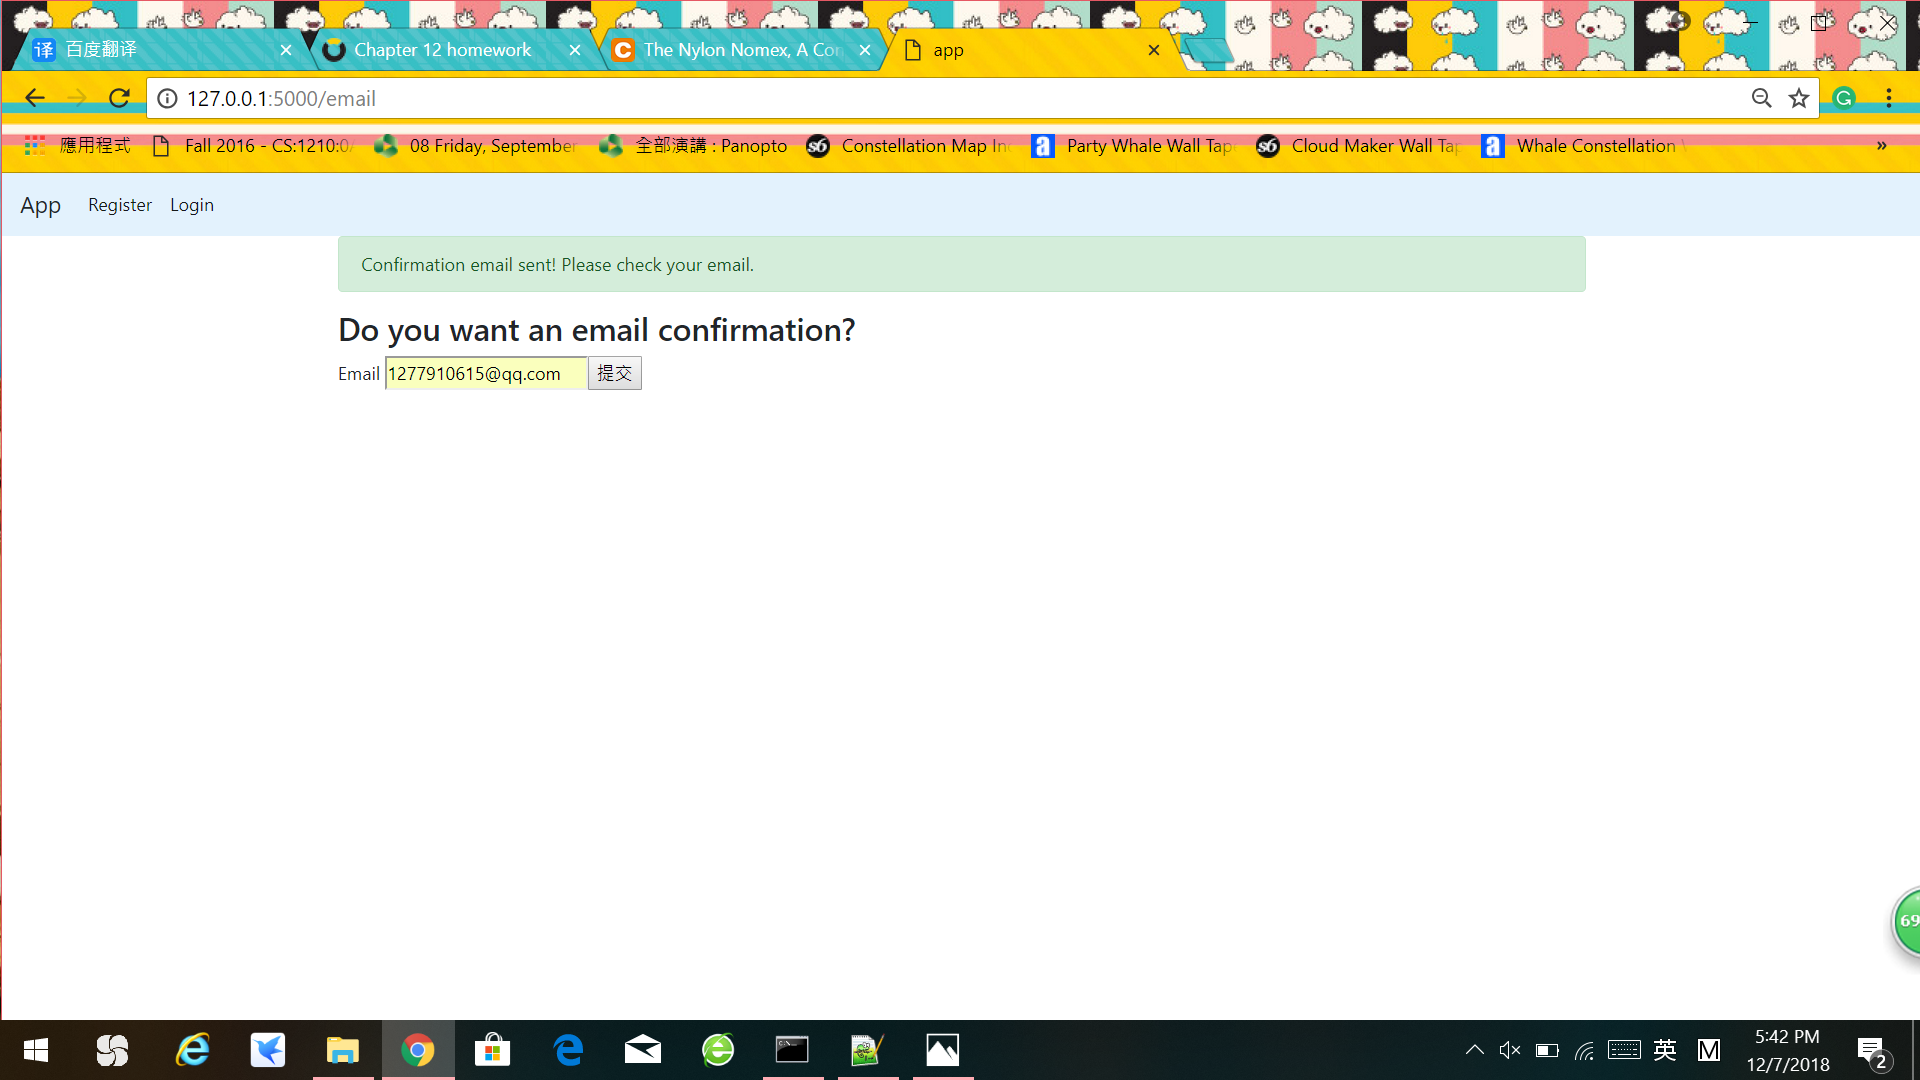 百度翻译
Chapter 12 homework
The Nylon Nomex, A Con
app
127.0.0.1:5000/email
應用程式
Fall 2016 - CS:1210:0
08 Friday, September
全部演講 : Panopto
Constellation Map In
Party Whale Wall Tap
Cloud Maker Wall Tap
Whale Constellation
»
App
Register
Login
Confirmation email sent! Please check your email.
Do you want an email confirmation?
Email 1277910615@qq.com 提交
69
英
M
5:42 PM
12/7/2018
2